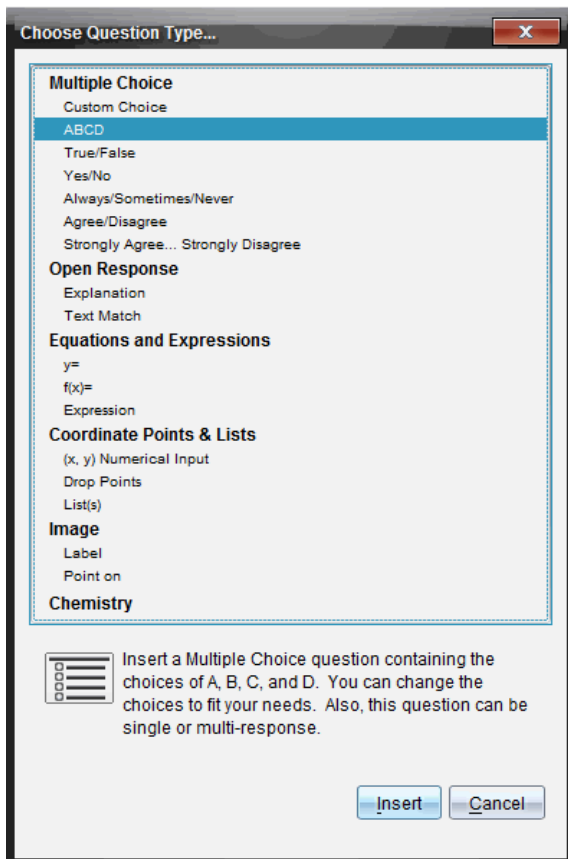 Choose Question Type...
x
Multiple Choice
Custom Choice
ABCD
True/False
Yes/No
Always/Sometimes/Never
Agree/Disagree
Strongly Agree... Strongly Disagree
Open Response
Explanation
Text Match
Equations and Expressions
y=
f(x)=
Expression
Coordinate Points & Lists
(x, y) Numerical Input
Drop Points
List(s)
Image
Label
Point on
Chemistry
Insert a Multiple Choice question containing the
choices of A, B, C, and D.  You can change the
choices to fit your needs.  Also, this question can be
single or multi-response.
Insert Cancel